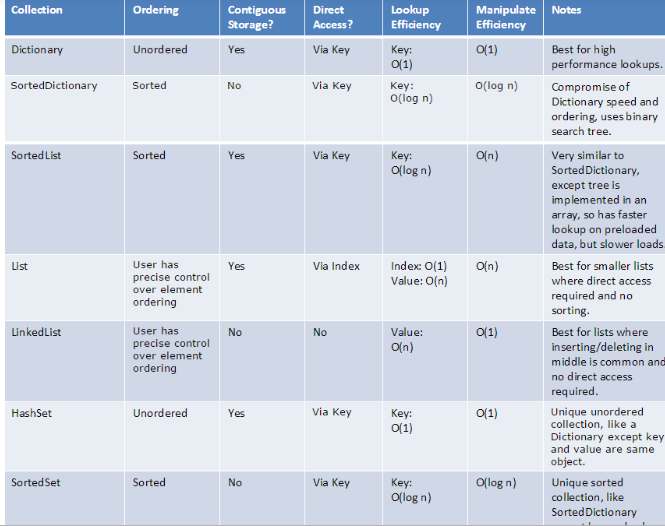 Collection Ordering Contiguous Storage? Direct Access? Lookup Efficiency Manipulate Efficiency Notes
Dictionary Unordered Yes Via Key Key: O(1) O(1) Best for high performance lookups.
SortedDictionary Sorted No Via Key Key: O(log n) O(log n) Compromise of Dictionary speed and ordering, uses binary search tree.
SortedList Sorted Yes Via Key Key: O(log n) O(n) Very similar to SortedDictionary, except tree is implemented in an array, so has faster lookup on preloaded data, but slower loads.
List User has precise control over element ordering Yes Via Index Index: O(1) Value: O(n) O(n) Best for smaller lists where direct access required and no sorting.
LinkedList User has precise control over element ordering No No Value: O(n) O(1) Best for lists where inserting/deleting in middle is common and no direct access required.
HashSet Unordered Yes Via Key Key: O(1) O(1) Unique unordered collection, like a Dictionary except key and value are same object.
SortedSet Sorted No Via Key Key: O(log n) O(log n) Unique sorted collection, like SortedDictionary